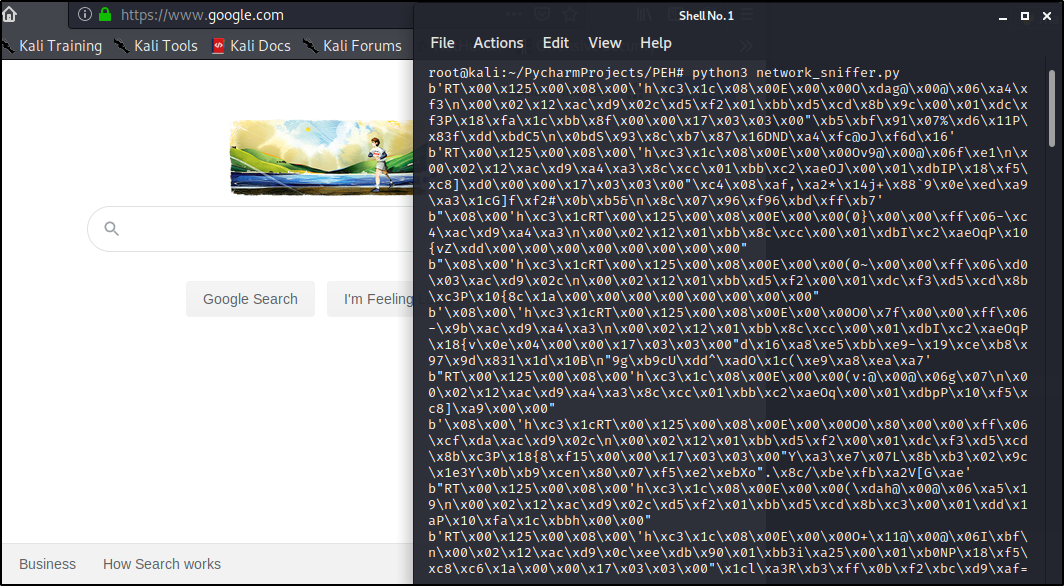 https://www.google.com
Kali Training Kali Tools Kali Docs Kali Forums
Google Search I'm Feeling
Business How Search works
Shell No. 1
File Actions Edit View Help
root@kali:~/PycharmProjects/PEH# python3 network_sniffer.py
b'RT\x00\x125\x00\x08\x00\'h\xc3\x1c\x08\x00E\x00\x00O\xdag@\x00@\x06\xa4\x
f3\n\x00\x02\x12\xac\xd9\x02c\xd5\xf2\x01\xbb\xd5\xcd\x8b\x9c\x00\x01\xdc\x
f3P\x18\xfa\x1c\xbb\x8f\x00\x00\x17\x03\x03\x00"\xb5\xbf\x91\x07%\xd6\x11P\
x83f\xdd\xbdC5\n\x0bdS\x93\x8c\xb7\x87\x16DND\xa4\xfc@oJ\xf6d\x16'
b'RT\x00\x125\x00\x08\x00\'h\xc3\x1c\x08\x00E\x00\x00Ov9@\x00@\x06f\xe1\n\x
00\x02\x12\xac\xd9\xa4\xa3\x8c\xcc\x01\xbb\xc2\xaeOJ\x00\x01\xdbIP\x18\xf5\
xc8]\xd0\x00\x00\x17\x03\x03\x00"\xc4\x08\xaf,\xa2*\x14j+\x88`9\x0e\xed\xa9
\xa3\x1cG]f\xf2#\x0b\xb5&\n\x8c\x07\x96\xf96\xbd\xff\xb7'
b"\x08\x00'h\xc3\x1cRT\x00\x125\x00\x08\x00E\x00\x00(0}\x00\x00\xff\x06-\xc
4\xac\xd9\xa4\xa3\n\x00\x02\x12\x01\xbb\x8c\xcc\x00\x01\xdbI\xc2\xaeOqP\x10
{vZ\xdd\x00\x00\x00\x00\x00\x00\x00\x00"
b"\x08\x00'h\xc3\x1cRT\x00\x125\x00\x08\x00E\x00\x00(0~\x00\x00\xff\x06\xd0
\x03\xac\xd9\x02c\n\x00\x02\x12\x01\xbb\xd5\xf2\x00\x01\xdc\xf3\xd5\xcd\x8b
\xc3P\x10{8c\x1a\x00\x00\x00\x00\x00\x00\x00\x00"
b'\x08\x00\'h\xc3\x1cRT\x00\x125\x00\x08\x00E\x00\x00O0\x7f\x00\x00\xff\x06
-\x9b\xac\xd9\xa4\xa3\n\x00\x02\x12\x01\xbb\x8c\xcc\x00\x01\xdbI\xc2\xaeOqP
\x18{v\x0e\x04\x00\x00\x17\x03\x03\x00"d\x16\xa8\xe5\xbb\xe9-\x19\xce\xb8\x
97\x9d\x831\x1d\x10B\n"9g\xb9cU\xdd^\xadO\x1c(\xe9\xa8\xea\xa7'
b"RT\x00\x125\x00\x08\x00'h\xc3\x1c\x08\x00E\x00\x00(v:@\x00@\x06g\x07\n\x0
0\x02\x12\xac\xd9\xa4\xa3\x8c\xcc\x01\xbb\xc2\xaeOq\x00\x01\xdbpP\x10\xf5\x
c8]\xa9\x00\x00"
b'\x08\x00\'h\xc3\x1cRT\x00\x125\x00\x08\x00E\x00\x00O0\x80\x00\x00\xff\x06
\xcf\xda\xac\xd9\x02c\n\x00\x02\x12\x01\xbb\xd5\xf2\x00\x01\xdc\xf3\xd5\xcd
\x8b\xc3P\x18{8\xf15\x00\x00\x17\x03\x03\x00"Y\xa3\xe7\x07L\x8b\xb3\x02\x9c
\x1e3Y\x0b\xb9\xcen\x80\x07\xf5\xe2\xebXo".\x8c/\xbe\xfb\xa2V[G\xae'
b"RT\x00\x125\x00\x08\x00'h\xc3\x1c\x08\x00E\x00\x00(\xdah@\x00@\x06\xa5\x1
9\n\x00\x02\x12\xac\xd9\x02c\xd5\xf2\x01\xbb\xd5\xcd\x8b\xc3\x00\x01\xdd\x1
aP\x10\xfa\x1c\xbbh\x00\x00"
b'RT\x00\x125\x00\x08\x00\'h\xc3\x1c\x08\x00E\x00\x00O+\x11@\x00@\x06I\xbf\
n\x00\x02\x12\xac\xd9\x0c\xee\xdb\x90\x01\xbb3i\xa25\x00\x01\xb0NP\x18\xf5\
xc8\xc6\x1a\x00\x00\x17\x03\x03\x00"\x1cl\xa3R\xb3\xff\x0b\xf2\xbc\xd9\xaf=